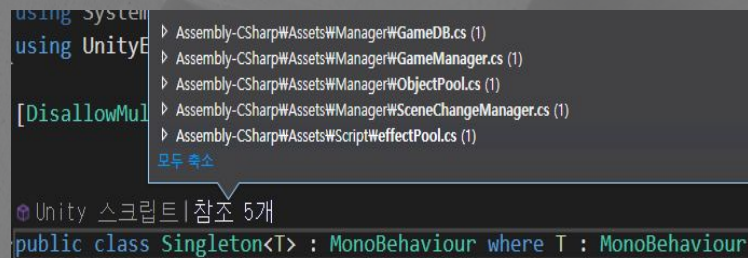 using System
using UnityE
▷ Assembly-CSharp₩Assets₩Manager₩GameDB.cs (1)
▷ Assembly-CSharp₩Assets₩Manager₩GameManager.cs (1)
▷ Assembly-CSharp₩Assets₩Manager₩ObjectPool.cs (1)
▷ Assembly-CSharp₩Assets₩Manager₩SceneChangeManager.cs (1)
▷ Assembly-CSharp₩Assets₩Script₩effectPool.cs (1)
모두 축소
[DisallowMul
Unity 스크립트|참조 5개
public class Singleton<T> : MonoBehaviour where T : MonoBehaviour